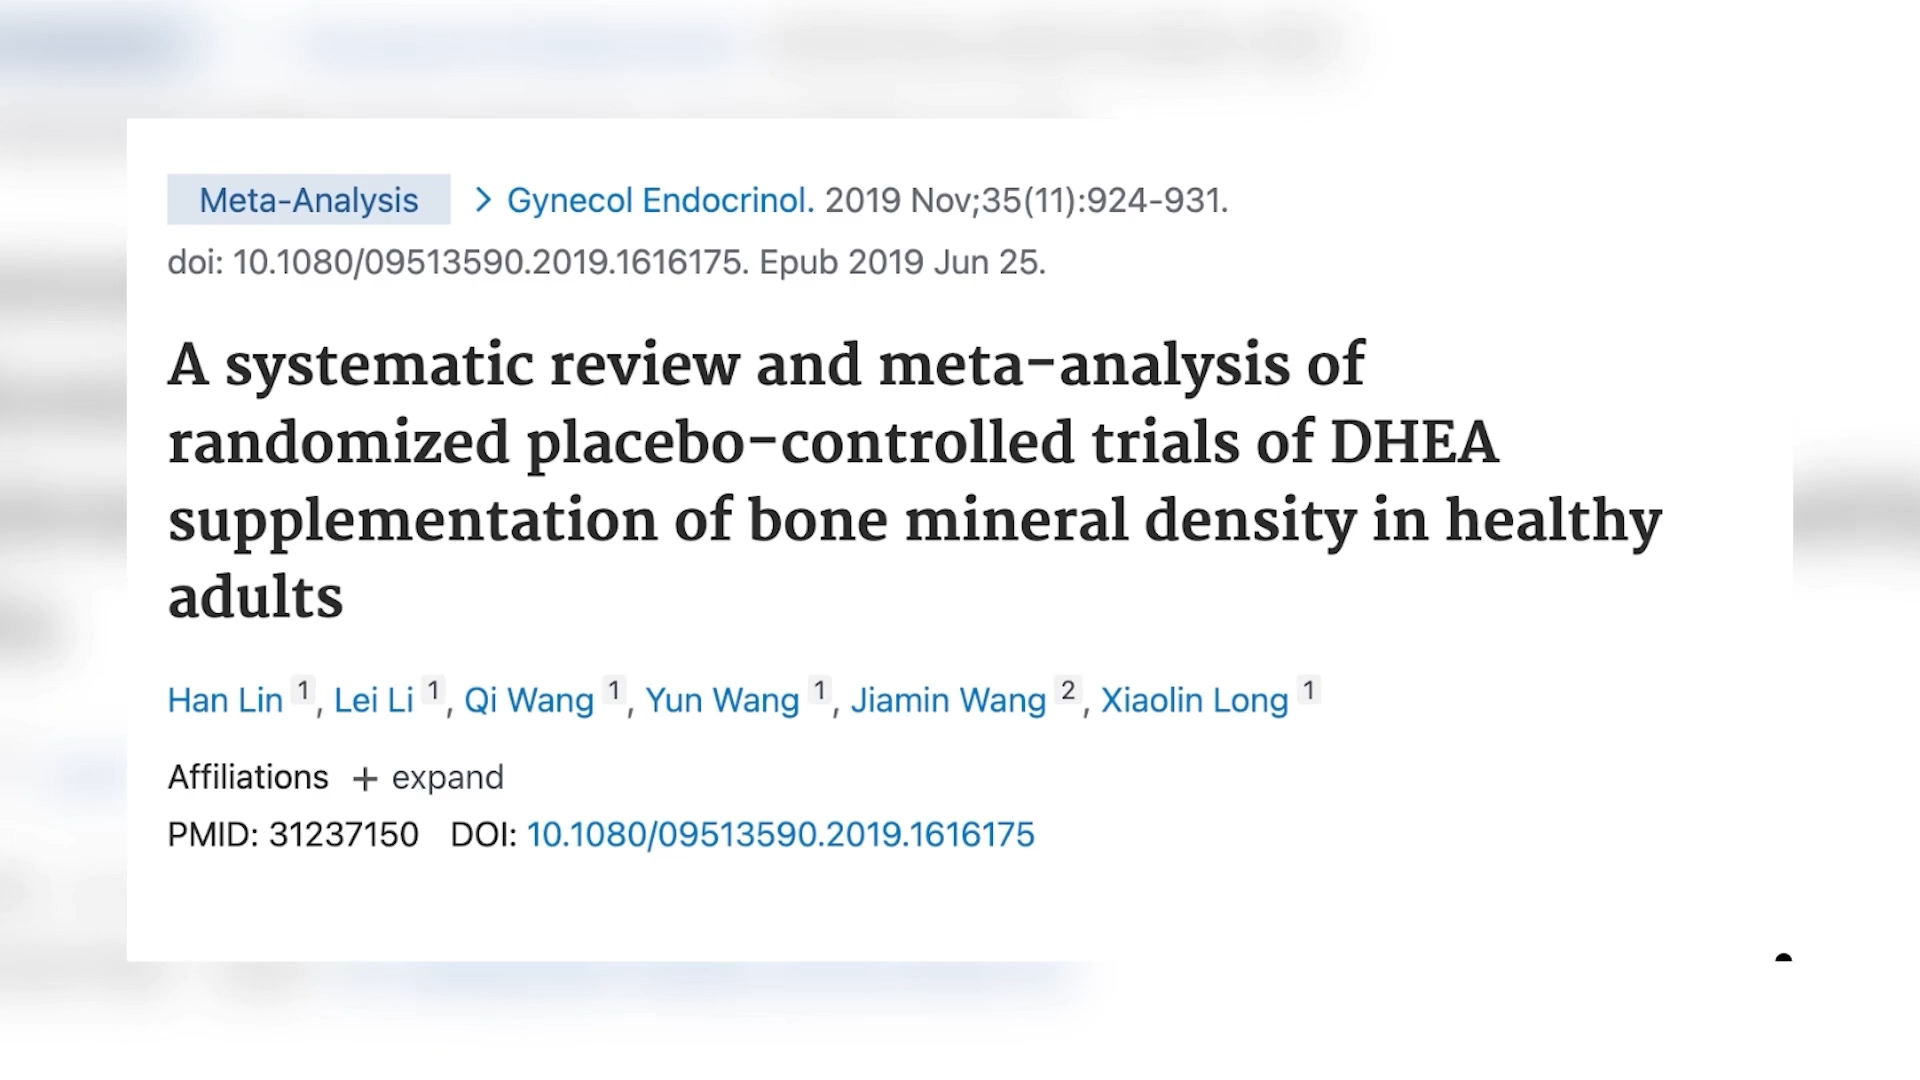 Meta-Analysis > Gynecol Endocrinol. 2019 Nov;35(11):924-931.
doi: 10.1080/09513590.2019.1616175. Epub 2019 Jun 25.
A systematic review and meta-analysis of
randomized placebo-controlled trials of DHEA
supplementation of bone mineral density in healthy
adults
Han Lin 1, Lei Li 1, Qi Wang 1, Yun Wang 1, Jiamin Wang 2, Xiaolin Long 1
Affiliations + expand
PMID: 31237150 DOI: 10.1080/09513590.2019.1616175